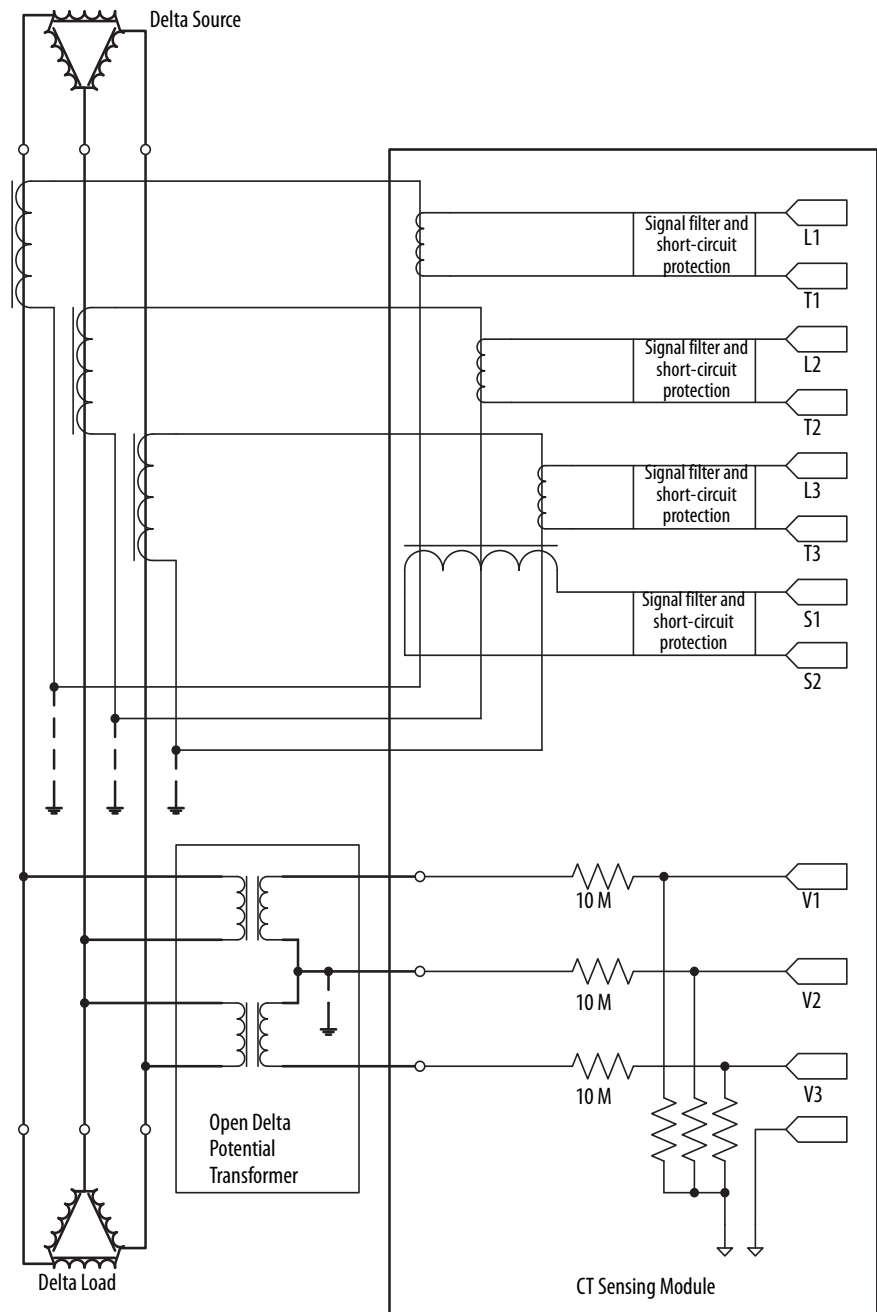 Delta Source
Signal filter and
short-circuit
protection
L1
T1
Signal filter and
short-circuit
protection
L2
T2
Signal filter and
short-circuit
protection
L3
T3
Signal filter and
short-circuit
protection
S1
S2
10 M
V1
10 M
V2
10 M
V3
Open Delta
Potential
Transformer
Delta Load
CT Sensing Module